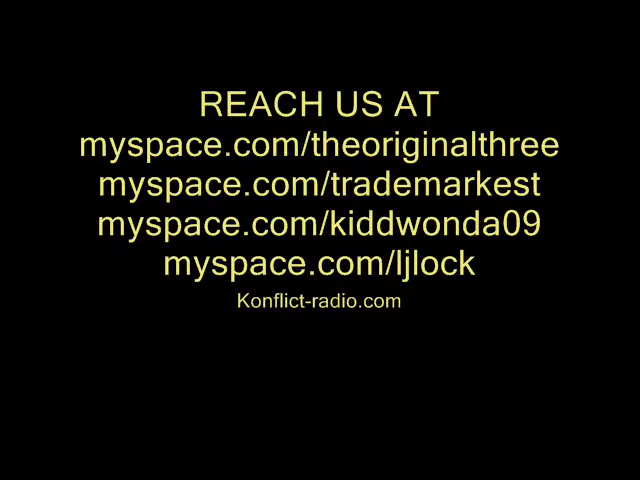 REACH US AT
myspace.com/theoriginalthree
myspace.com/trademarkest
myspace.com/kiddwonda09
myspace.com/ljlock
Konflict-radio.com